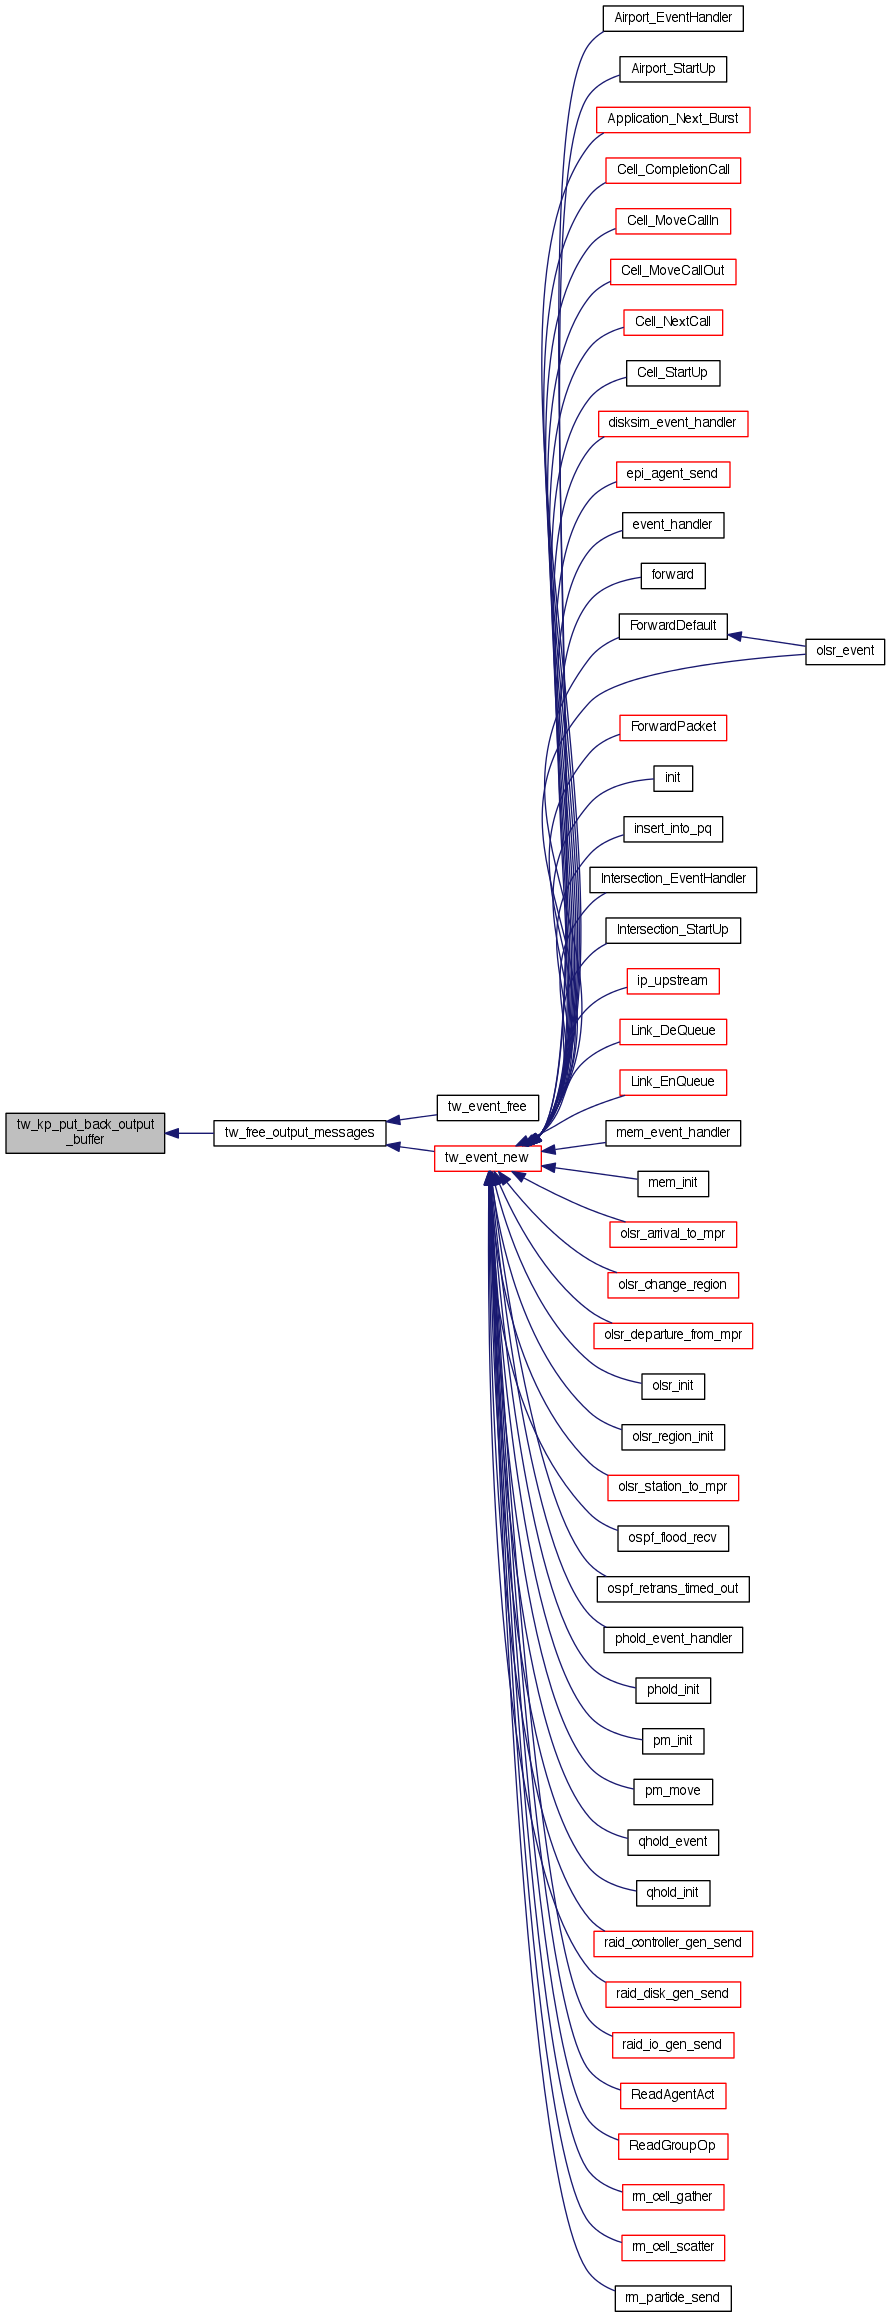 Airport_EventHandler
Airport_StartUp
Application_Next_Burst
Cell_CompletionCall
Cell_MoveCallIn
Cell_MoveCallOut
Cell_NextCall
Cell_StartUp
disksim_event_handler
epi_agent_send
event_handler
forward
ForwardDefault
olsr_event
ForwardPacket
init
insert_into_pq
Intersection_EventHandler
Intersection_StartUp
ip_upstream
Link_DeQueue
Link_EnQueue
tw_kp_put_back_output
_buffer
tw_free_output_messages
tw_event_free
tw_event_new
mem_event_handler
mem_init
olsr_arrival_to_mpr
olsr_change_region
olsr_departure_from_mpr
olsr_init
olsr_region_init
olsr_station_to_mpr
ospf_flood_recv
ospf_retrans_timed_out
phold_event_handler
phold_init
pm_init
pm_move
qhold_event
qhold_init
raid_controller_gen_send
raid_disk_gen_send
raid_io_gen_send
ReadAgentAct
ReadGroupOp
rm_cell_gather
rm_cell_scatter
rm_particle_send